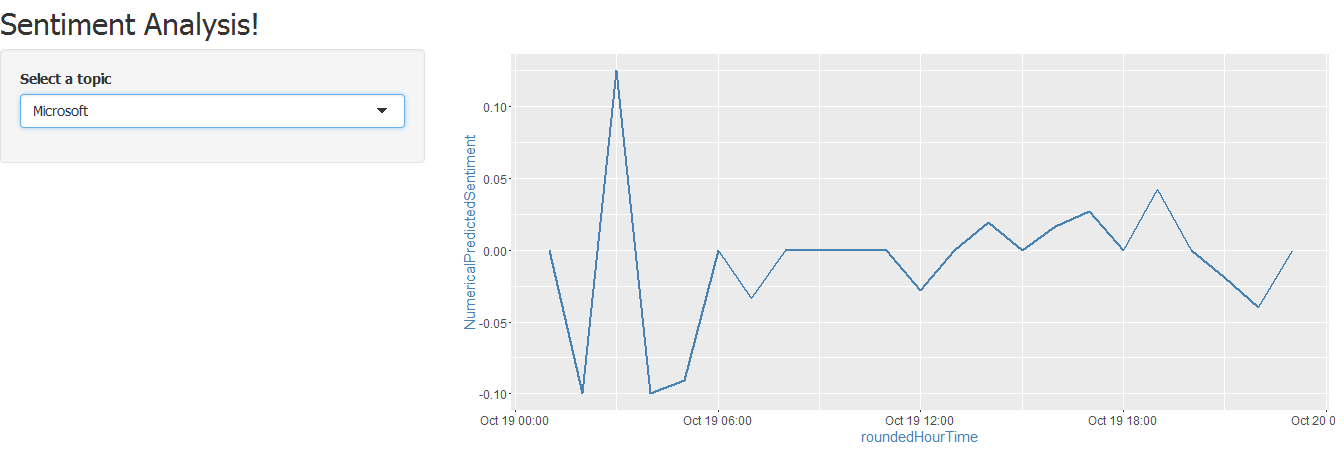 Sentiment Analysis!
Select a topic
Microsoft
NumericalPredictedSentiment
0.10
0.05
0.00
-0.05
-0.10
Oct 19 00:00
Oct 19 06:00
Oct 19 12:00
Oct 19 18:00
Oct 20 0
roundedHourTime